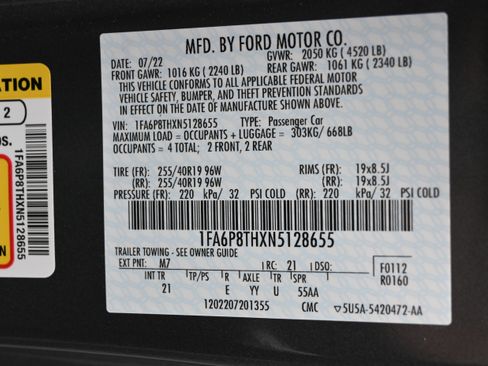 MFD. BY FORD MOTOR CO.
DATE: 07/22 GVWR: 2050 KG ( 4520 LB)
FRONT GAWR: 1016 KG ( 2240 LB) REAR GAWR: 1061 KG ( 2340 LB)
THIS VEHICLE CONFORMS TO ALL APPLICABLE FEDERAL MOTOR
VEHICLE SAFETY, BUMPER, AND THEFT PREVENTION STANDARDS
IN EFFECT ON THE DATE OF MANUFACTURE SHOWN ABOVE.
VIN: 1FA6P8THXN5128655 TYPE: Passenger Car
MAXIMUM LOAD = OCCUPANTS + LUGGAGE = 303KG/ 668LB
OCCUPANTS = 4 TOTAL; 2 FRONT, 2 REAR
TIRE (FR): 255/40R19 96W RIMS (FR): 19x8.5J
(RR): 255/40R19 96W (RR): 19x8.5J
PRESSURE (FR): 220 kPa/ 32 PSI COLD (RR): 220 kPa/ 32 PSI COLD
1FA6P8THXN5128655
TRAILER TOWING - SEE OWNER GUIDE
EXT PNT: M7 RC: 21 DSO: F0112
R0160
INT TR TP/PS R AXLE TR SPR
21 E YY U 55AA
1202207201355 CMC SU5A-5420472-AA
ATION
2
OS.
1FA6P8THXN5128655